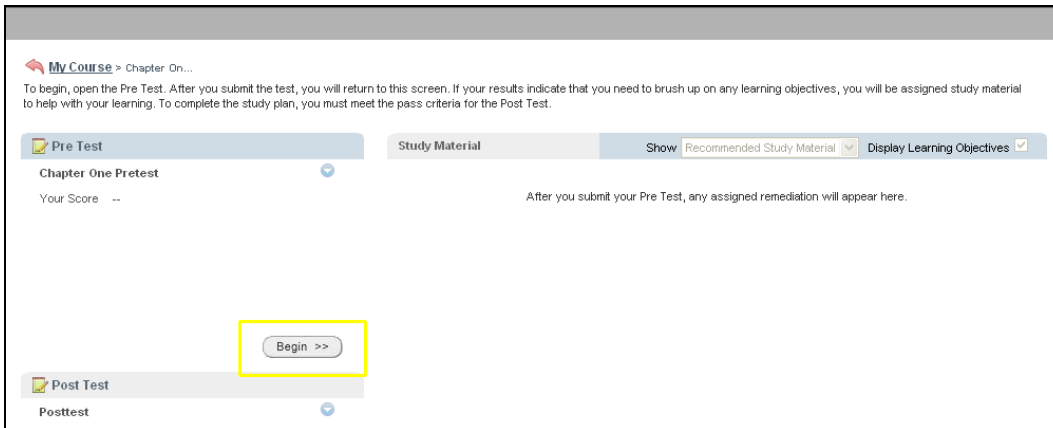 My Course > Chapter On...
To begin, open the Pre Test. After you submit the test, you will return to this screen. If your results indicate that you need to brush up on any learning objectives, you will be assigned study material
to help with your learning. To complete the study plan, you must meet the pass criteria for the Post Test.
Pre Test
Chapter One Pretest
Your Score --
Begin >>
Post Test
Posttest
Study Material
Show Recommended Study Material Display Learning Objectives
After you submit your Pre Test, any assigned remediation will appear here.